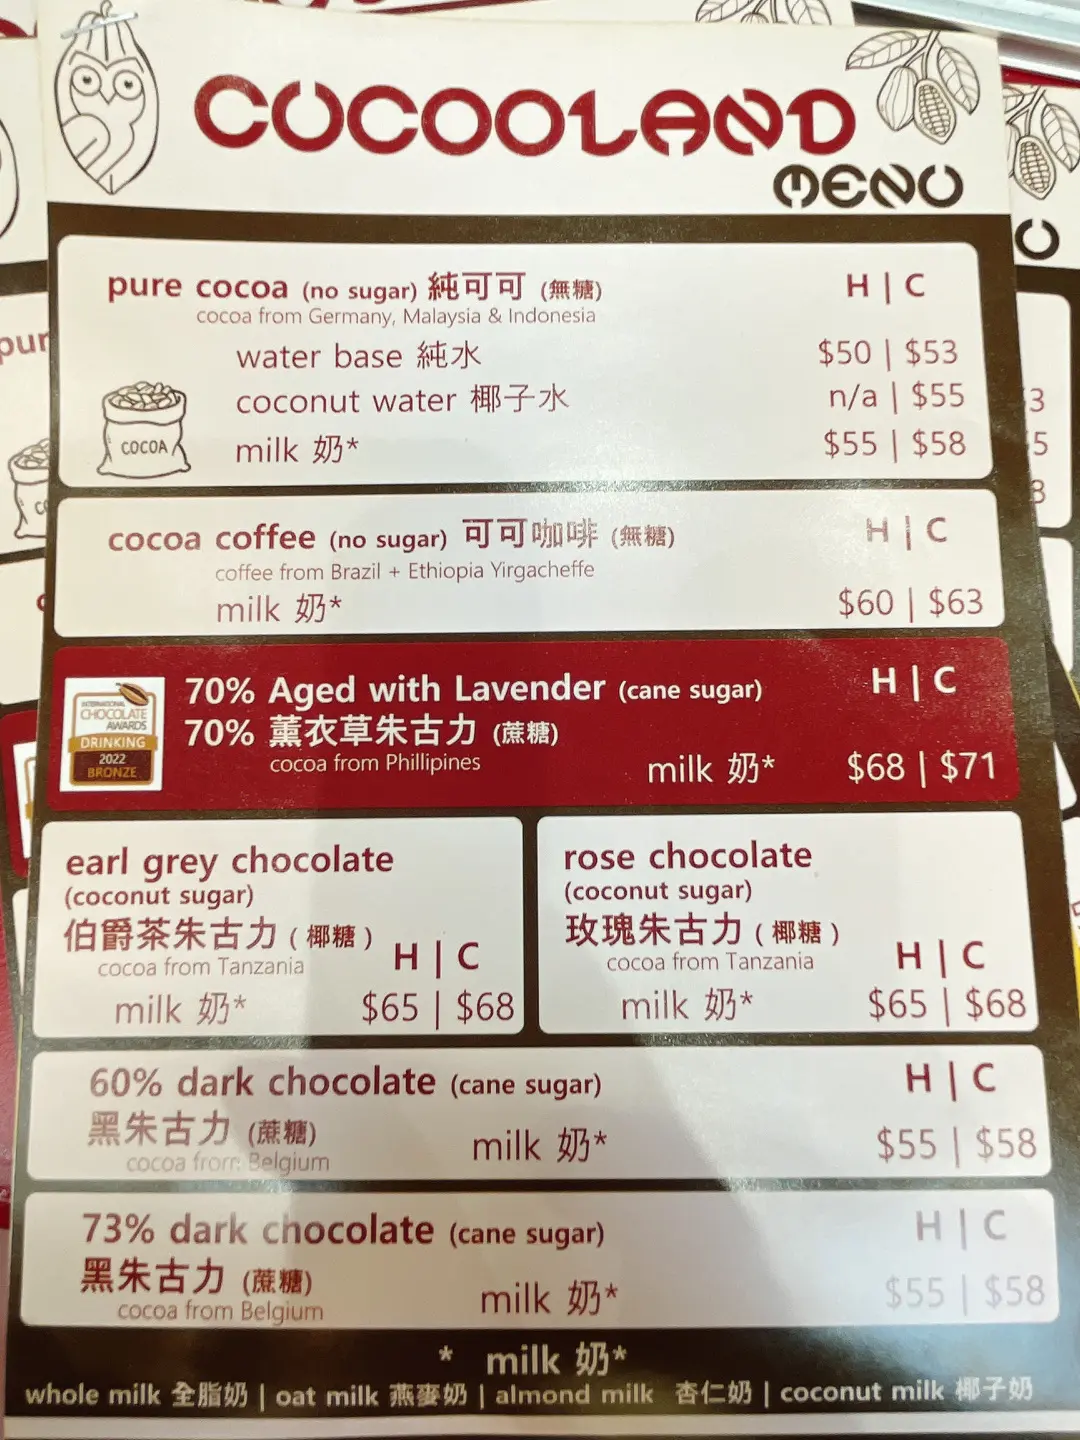 CUCOOLAND
MENU
pure cocoa (no sugar) 純可可 (無糖) H | C
cocoa from Germany, Malaysia & Indonesia
water base 純水 $50 | $53
coconut water 椰子水 n/a | $55
milk 奶* $55 | $58
COCOA
cocoa coffee (no sugar) 可可咖啡 (無糖) H | C
coffee from Brazil + Ethiopia Yirgacheffe
milk 奶* $60 | $63
INTERNATIONAL
CHOCOLATE
AWARDS
DRINKING
2022
BRONZE
70% Aged with Lavender (cane sugar) H | C
70% 薰衣草朱古力 (蔗糖)
cocoa from Phillipines
milk 奶* $68 | $71
earl grey chocolate
(coconut sugar)
伯爵茶朱古力 ( 椰糖 )
cocoa from Tanzania H | C
milk 奶* $65 | $68
rose chocolate
(coconut sugar)
玫瑰朱古力 ( 椰糖 )
cocoa from Tanzania H | C
milk 奶* $65 | $68
60% dark chocolate (cane sugar) H | C
黑朱古力 (蔗糖)
cocoa from Belgium
milk 奶* $55 | $58
73% dark chocolate (cane sugar) H | C
黑朱古力 (蔗糖)
cocoa from Belgium
milk 奶* $55 | $58
* milk 奶*
whole milk 全脂奶 | oat milk 燕麥奶 | almond milk 杏仁奶 | coconut milk 椰子奶